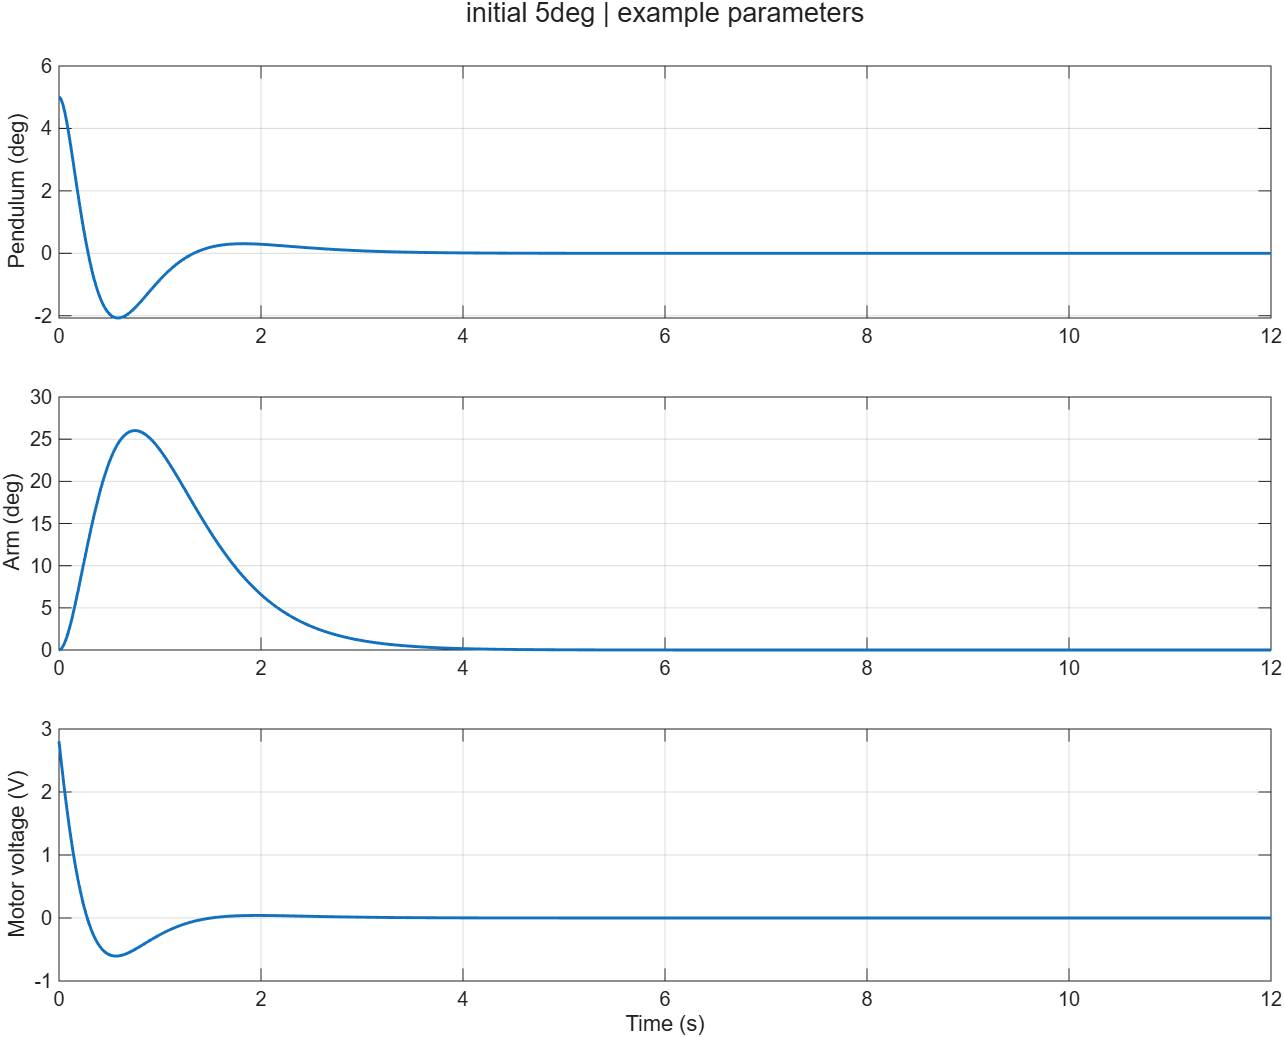 initial 5deg | example parameters
6
4
2
0
-2
Pendulum (deg)
0 2 4 6 8 10 12
30
25
20
15
10
5
0
Arm (deg)
0 2 4 6 8 10 12
3
2
1
0
-1
Motor voltage (V)
0 2 4 6 8 10 12
Time (s)